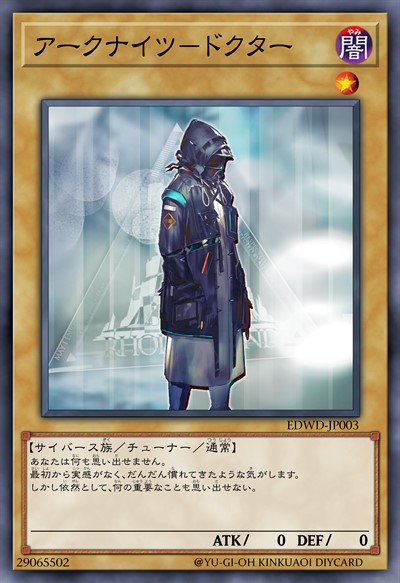 アークナイツードクター
やみ
闇
EDWD-JP003
【サイバース族／チューナー／通常】
あなたは何も思い出せません。
最初から実感がなく、だんだん慣れてきたような気がします。
しかし依然として、何の重要なことも思い出せない。
ATK / 0 DEF / 0
29065502 @YU-GI-OH KINKUAOI DIYCARD